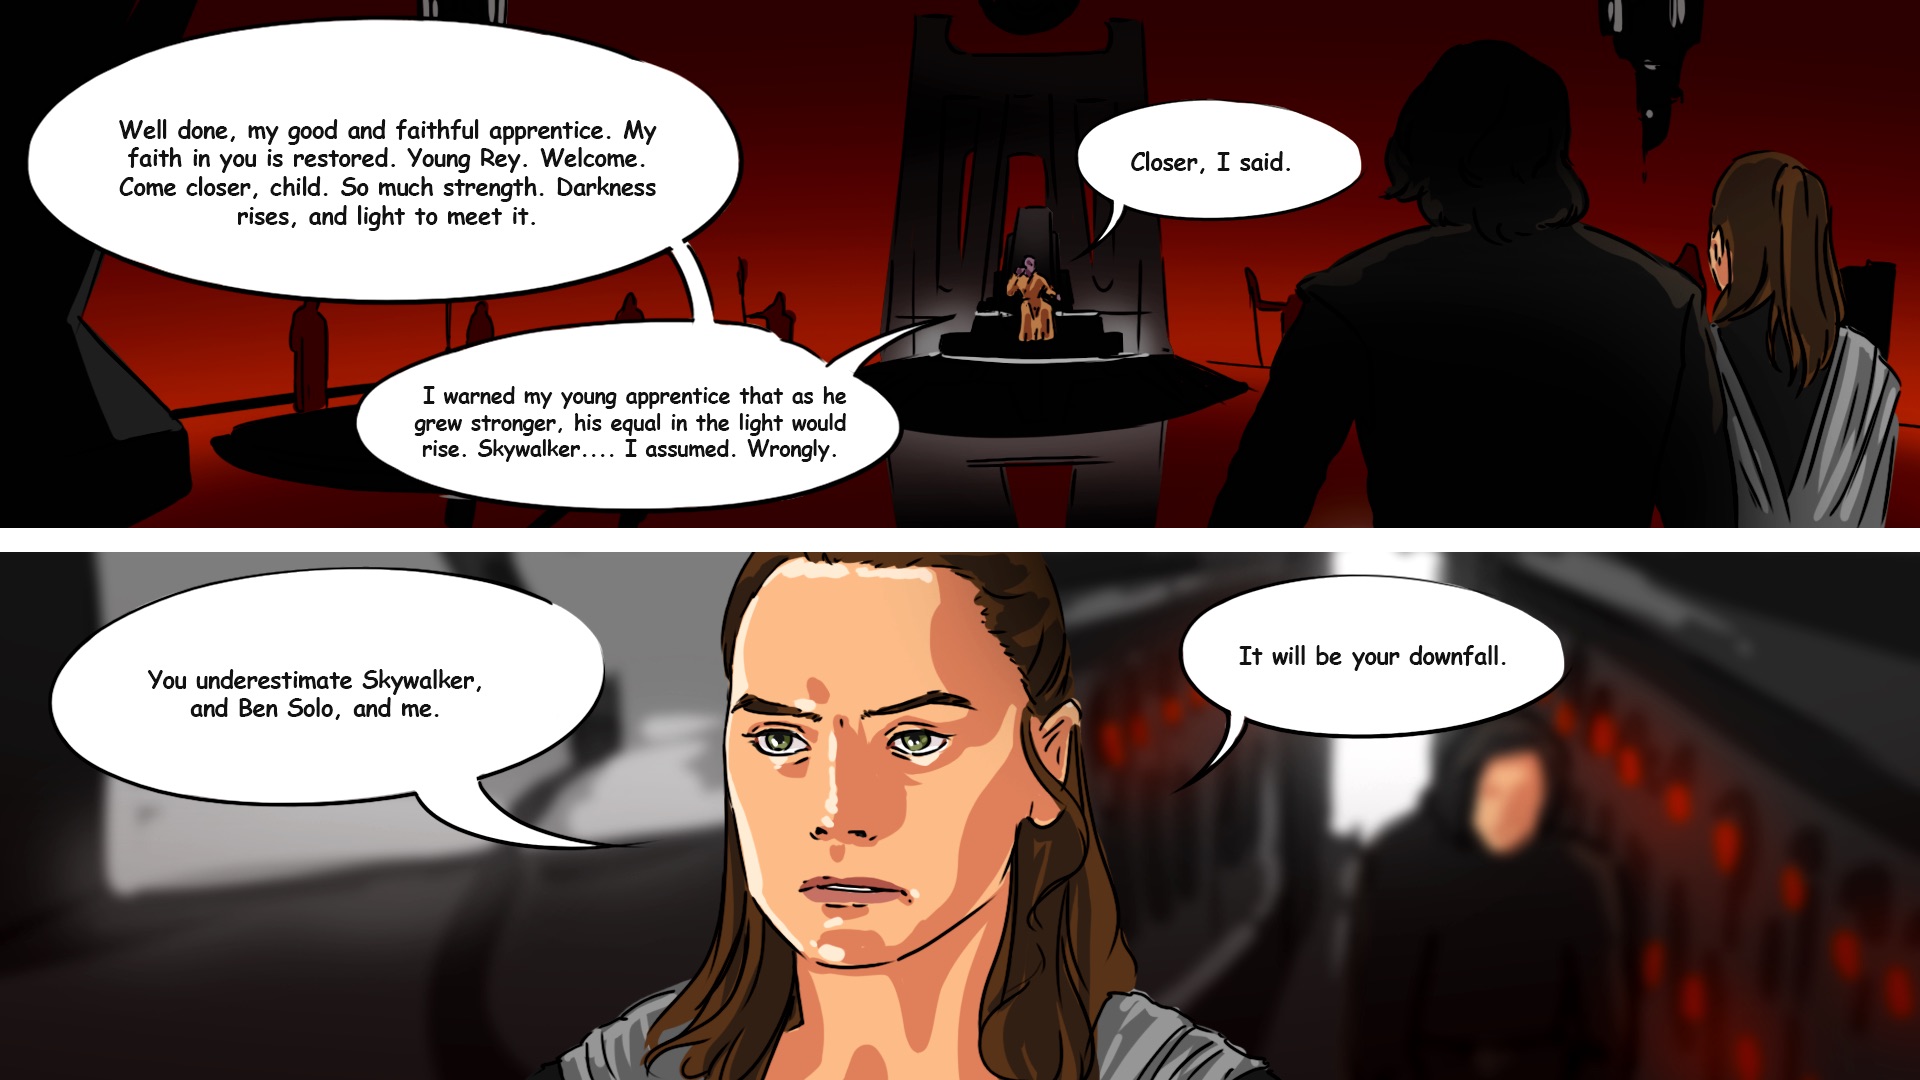 Well done, my good and faithful apprentice. My
faith in you is restored. Young Rey. Welcome.
Come closer, child. So much strength. Darkness
rises, and light to meet it.
I warned my young apprentice that as he
grew stronger, his equal in the light would
rise. Skywalker.... I assumed. Wrongly.
Closer, I said.
You underestimate Skywalker,
and Ben Solo, and me.
It will be your downfall.